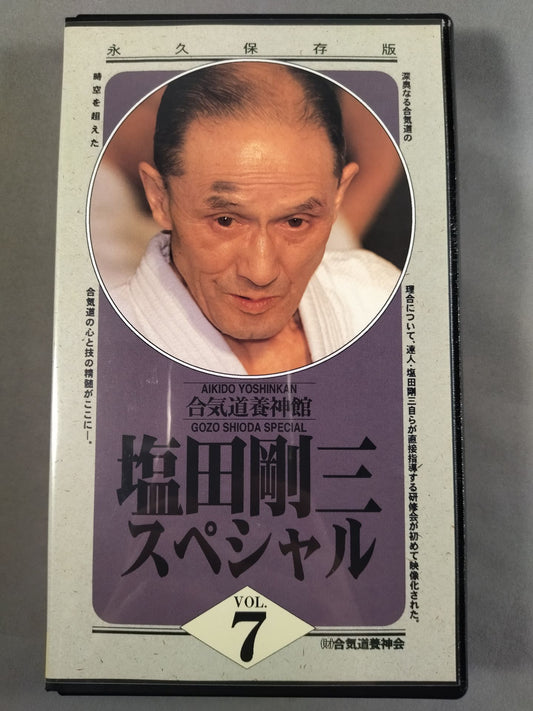 永久保存版
深奥なる合気道の
理合について、達人・塩田剛三自らが直接指導する研修会が初めて映像化された。
時空を超えた
合気道の心と技の精髄がここに―。
AIKIDO YOSHINKAN
合気道養神館
GOZO SHIODA SPECIAL
塩田剛三
スペシャル
VOL.
7
(財)合気道養神会